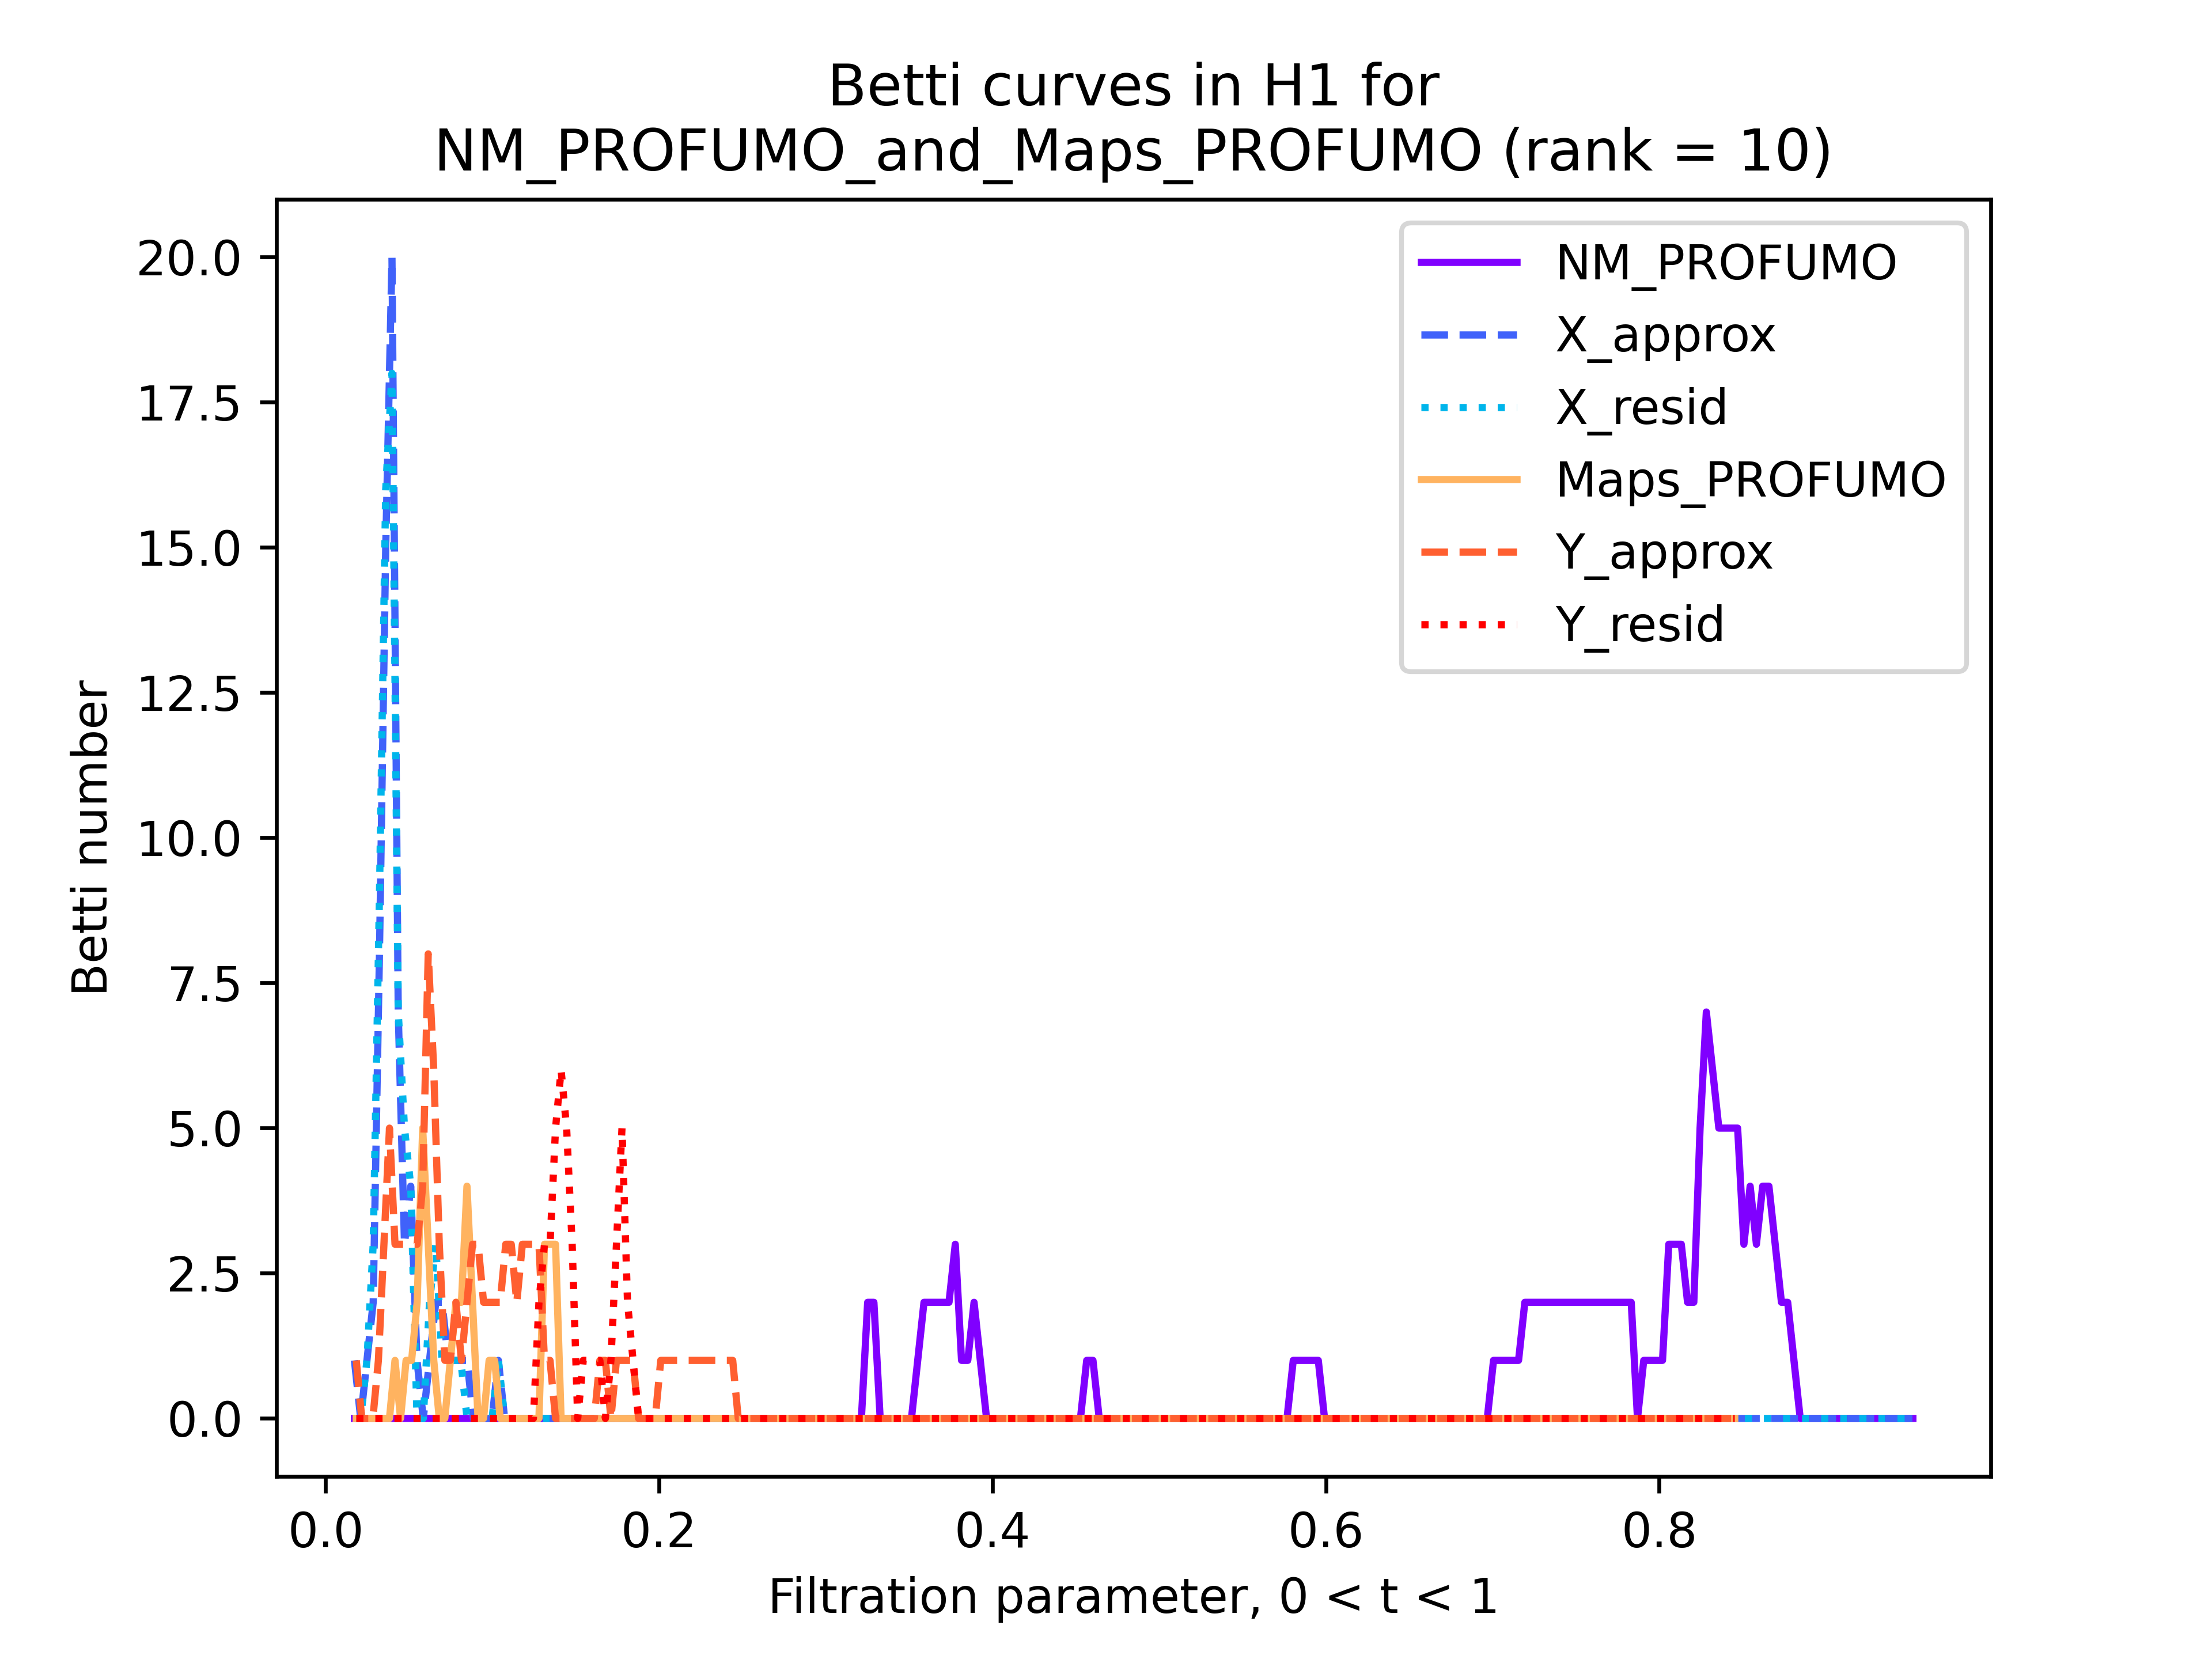 Betti curves in H1 for
NM_PROFUMO_and_Maps_PROFUMO (rank = 10)
Betti number
20.0
17.5
15.0
12.5
10.0
7.5
5.0
2.5
0.0
NM_PROFUMO
X_approx
X_resid
Maps_PROFUMO
Y_approx
Y_resid
0.0 0.2 0.4 0.6 0.8
Filtration parameter, 0 < t < 1